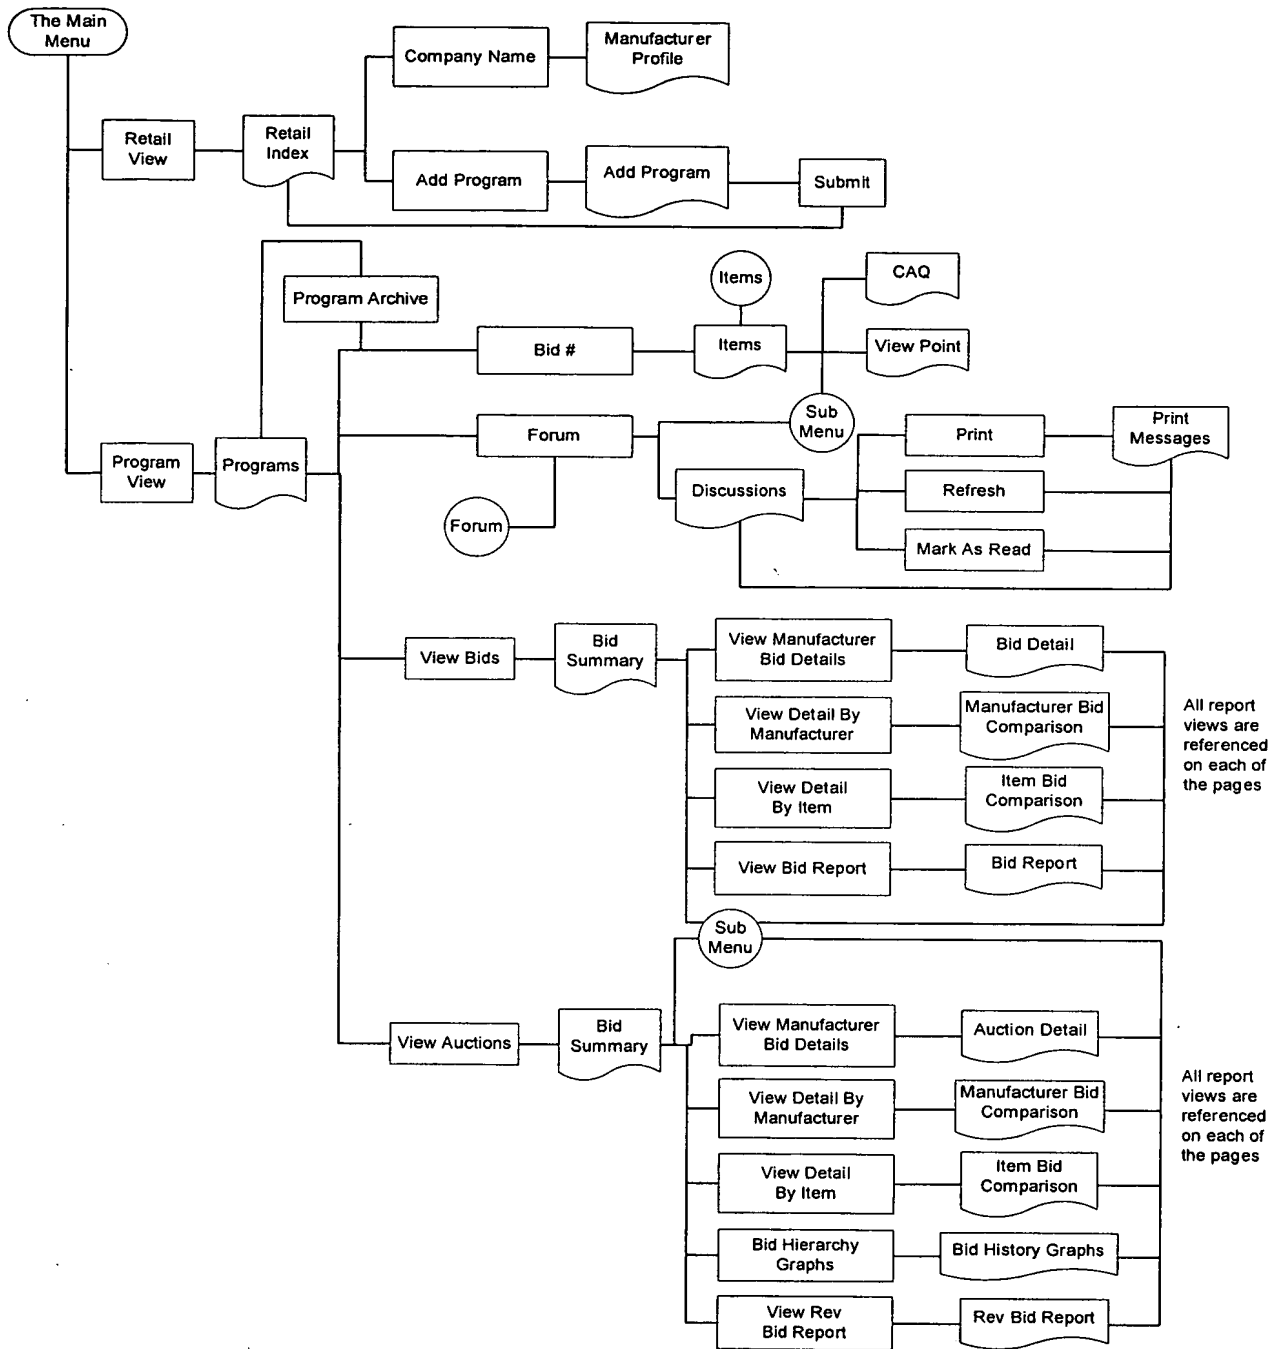 The Main
Menu
Company Name
Manufacturer
Profile
Retail
View
Retail
Index
Add Program
Add Program
Submit
Program Archive
Items
CAQ
Bid #
Items
View Point
Sub
Menu
Forum
Print
Print
Messages
Program
View
Programs
Discussions
Refresh
Forum
Mark As Read
View Bids
Bid
Summary
View Manufacturer
Bid Details
Bid Detail
View Detail By
Manufacturer
Manufacturer Bid
Comparison
All report
views are
referenced
on each of
the pages
View Detail
By Item
Item Bid
Comparison
View Bid Report
Bid Report
Sub
Menu
View Auctions
Bid
Summary
View Manufacturer
Bid Details
Auction Detail
View Detail By
Manufacturer
Manufacturer Bid
Comparison
All report
views are
referenced
on each of
the pages
View Detail
By Item
Item Bid
Comparison
Bid Hierarchy
Graphs
Bid History Graphs
View Rev
Bid Report
Rev Bid Report